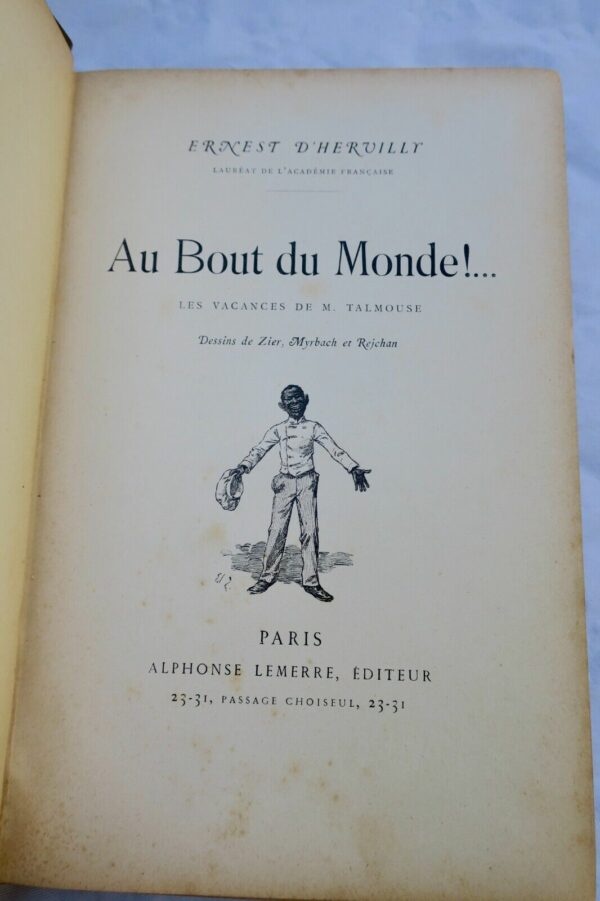 ERNEST D'HERVILLY
LAURÉAT DE L'ACADÉMIE FRANÇAISE
Au Bout du Monde!...
LES VACANCES DE M. TALMOUSE
Dessins de Zier, Myrbach et Rejchan
PARIS
ALPHONSE LEMERRE, ÉDITEUR
23-31, PASSAGE CHOISEUL, 23-31